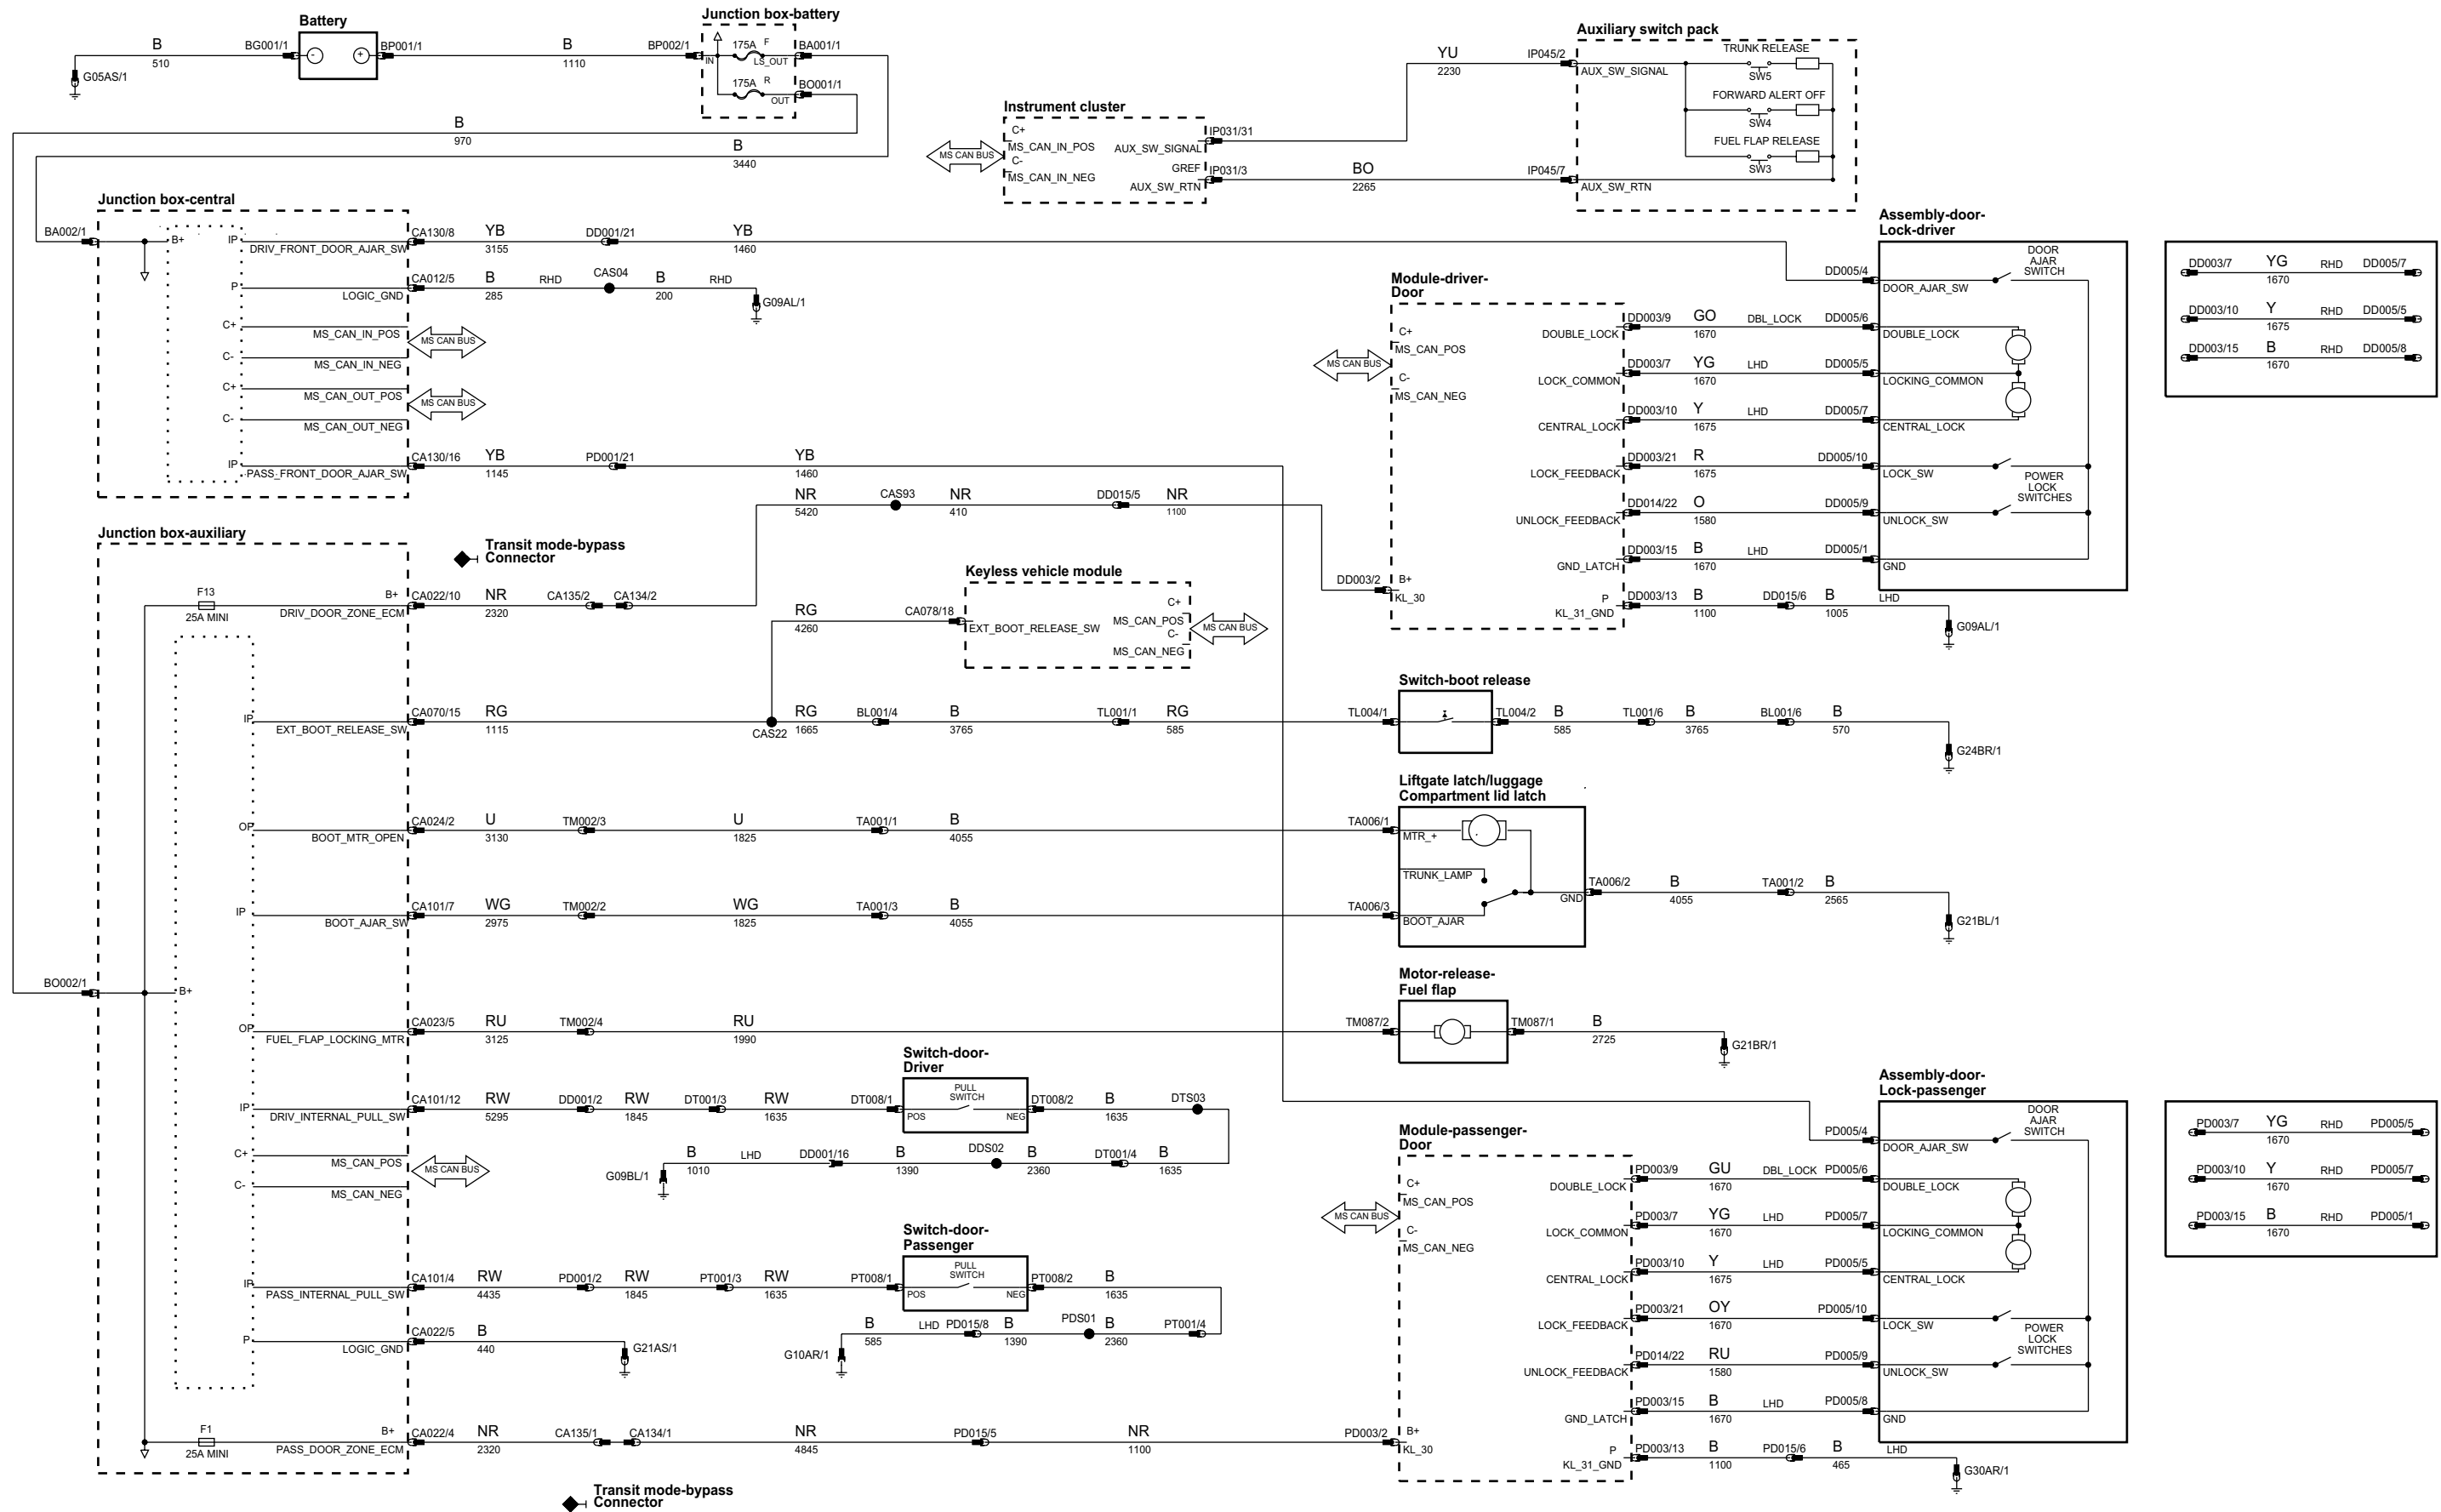 Battery
Junction box-battery
Auxiliary switch pack
B
510
BG001/1
BP001/1
B
1110
BP002/1
IN
175A
F
LS_OUT
BA001/1
175A
R
OUT
BO001/1
G05AS/1
B
970
B
3440
Instrument cluster
MS CAN BUS
C+
MS_CAN_IN_POS
C-
MS_CAN_IN_NEG
AUX_SW_SIGNAL
GREF
AUX_SW_RTN
IP031/31
IP031/3
YU
2230
IP045/2
BO
2265
IP045/7
AUX_SW_SIGNAL
TRUNK RELEASE
SW5
FORWARD ALERT OFF
SW4
FUEL FLAP RELEASE
SW3
AUX_SW_RTN
Junction box-central
BA002/1
B+
IP
DRIV_FRONT_DOOR_AJAR_SW
CA130/8
YB
3155
DD001/21
YB
1460
P
LOGIC_GND
CA012/5
B
285
RHD
CAS04
B
200
RHD
G09AL/1
C+
MS_CAN_IN_POS
MS CAN BUS
C-
MS_CAN_IN_NEG
C+
MS_CAN_OUT_POS
MS CAN BUS
C-
MS_CAN_OUT_NEG
IP
PASS_FRONT_DOOR_AJAR_SW
CA130/16
YB
1145
PD001/21
YB
1460
NR
5420
CAS93
NR
410
DD015/5
NR
1100
Module-driver-
Door
MS CAN BUS
C+
MS_CAN_POS
C-
MS_CAN_NEG
DD003/2
B+
KL_30
DOUBLE_LOCK
DD003/9
GO
1670
DBL_LOCK
DD005/6
LOCK_COMMON
DD003/7
YG
1670
LHD
DD005/5
CENTRAL_LOCK
DD003/10
Y
1675
LHD
DD005/7
LOCK_FEEDBACK
DD003/21
R
1675
DD005/10
UNLOCK_FEEDBACK
DD014/22
O
1580
DD005/9
GND_LATCH
DD003/15
B
1670
LHD
DD005/1
P
KL_31_GND
DD003/13
B
1100
DD015/6
B
1005
LHD
G09AL/1
Assembly-door-
Lock-driver
DD005/4
DOOR_AJAR_SW
DOOR
AJAR
SWITCH
DOUBLE_LOCK
LOCKING_COMMON
CENTRAL_LOCK
LOCK_SW
POWER
LOCK
SWITCHES
UNLOCK_SW
GND
DD003/7
YG
1670
RHD
DD005/7
DD003/10
Y
1675
RHD
DD005/5
DD003/15
B
1670
RHD
DD005/8
Junction box-auxiliary
Transit mode-bypass
Connector
F13
25A MINI
B+
DRIV_DOOR_ZONE_ECM
CA022/10
NR
2320
CA135/2
CA134/2
Keyless vehicle module
RG
4260
CA078/18
EXT_BOOT_RELEASE_SW
C+
MS_CAN_POS
C-
MS_CAN_NEG
MS CAN BUS
IP
EXT_BOOT_RELEASE_SW
CA070/15
RG
1115
CAS22
RG
1665
BL001/4
B
3765
TL001/1
RG
585
Switch-boot release
TL004/1
TL004/2
B
585
TL001/6
B
3765
BL001/6
B
570
G24BR/1
Liftgate latch/luggage
Compartment lid latch
OP
BOOT_MTR_OPEN
CA024/2
U
3130
TM002/3
U
1825
TA001/1
B
4055
TA006/1
MTR_+
TRUNK_LAMP
IP
BOOT_AJAR_SW
CA101/7
WG
2975
TM002/2
WG
1825
TA001/3
B
4055
TA006/3
BOOT_AJAR
GND
TA006/2
B
4055
TA001/2
B
2565
G21BL/1
BO002/1
B+
Motor-release-
Fuel flap
OP
FUEL_FLAP_LOCKING_MTR
CA023/5
RU
3125
TM002/4
RU
1990
TM087/2
TM087/1
B
2725
G21BR/1
Switch-door-
Driver
IP
DRIV_INTERNAL_PULL_SW
CA101/12
RW
5295
DD001/2
RW
1845
DT001/3
RW
1635
DT008/1
PULL
SWITCH
POS
NEG
DT008/2
B
1635
DTS03
G09BL/1
B
1010
LHD
DD001/16
B
1390
DDS02
B
2360
DT001/4
B
1635
C+
MS_CAN_POS
C-
MS_CAN_NEG
MS CAN BUS
Switch-door-
Passenger
IP
PASS_INTERNAL_PULL_SW
CA101/4
RW
4435
PD001/2
RW
1845
PT001/3
RW
1635
PT008/1
PULL
SWITCH
POS
NEG
PT008/2
B
1635
G10AR/1
B
585
LHD
PD015/8
B
1390
PDS01
B
2360
PT001/4
P
LOGIC_GND
CA022/5
B
440
G21AS/1
F1
25A MINI
B+
PASS_DOOR_ZONE_ECM
CA022/4
NR
2320
CA135/1
CA134/1
NR
4845
PD015/5
NR
1100
PD003/2
Transit mode-bypass
Connector
Module-passenger-
Door
MS CAN BUS
C+
MS_CAN_POS
C-
MS_CAN_NEG
B+
KL_30
DOUBLE_LOCK
PD003/9
GU
1670
DBL_LOCK
PD005/6
LOCK_COMMON
PD003/7
YG
1670
LHD
PD005/7
CENTRAL_LOCK
PD003/10
Y
1675
LHD
PD005/5
LOCK_FEEDBACK
PD003/21
OY
1670
PD005/10
UNLOCK_FEEDBACK
PD014/22
RU
1580
PD005/9
GND_LATCH
PD003/15
B
1670
LHD
PD005/8
P
KL_31_GND
PD003/13
B
1100
PD015/6
B
465
LHD
G30AR/1
Assembly-door-
Lock-passenger
PD005/4
DOOR_AJAR_SW
DOOR
AJAR
SWITCH
DOUBLE_LOCK
LOCKING_COMMON
CENTRAL_LOCK
LOCK_SW
POWER
LOCK
SWITCHES
UNLOCK_SW
GND
PD003/7
YG
1670
RHD
PD005/5
PD003/10
Y
1670
RHD
PD005/7
PD003/15
B
1670
RHD
PD005/1